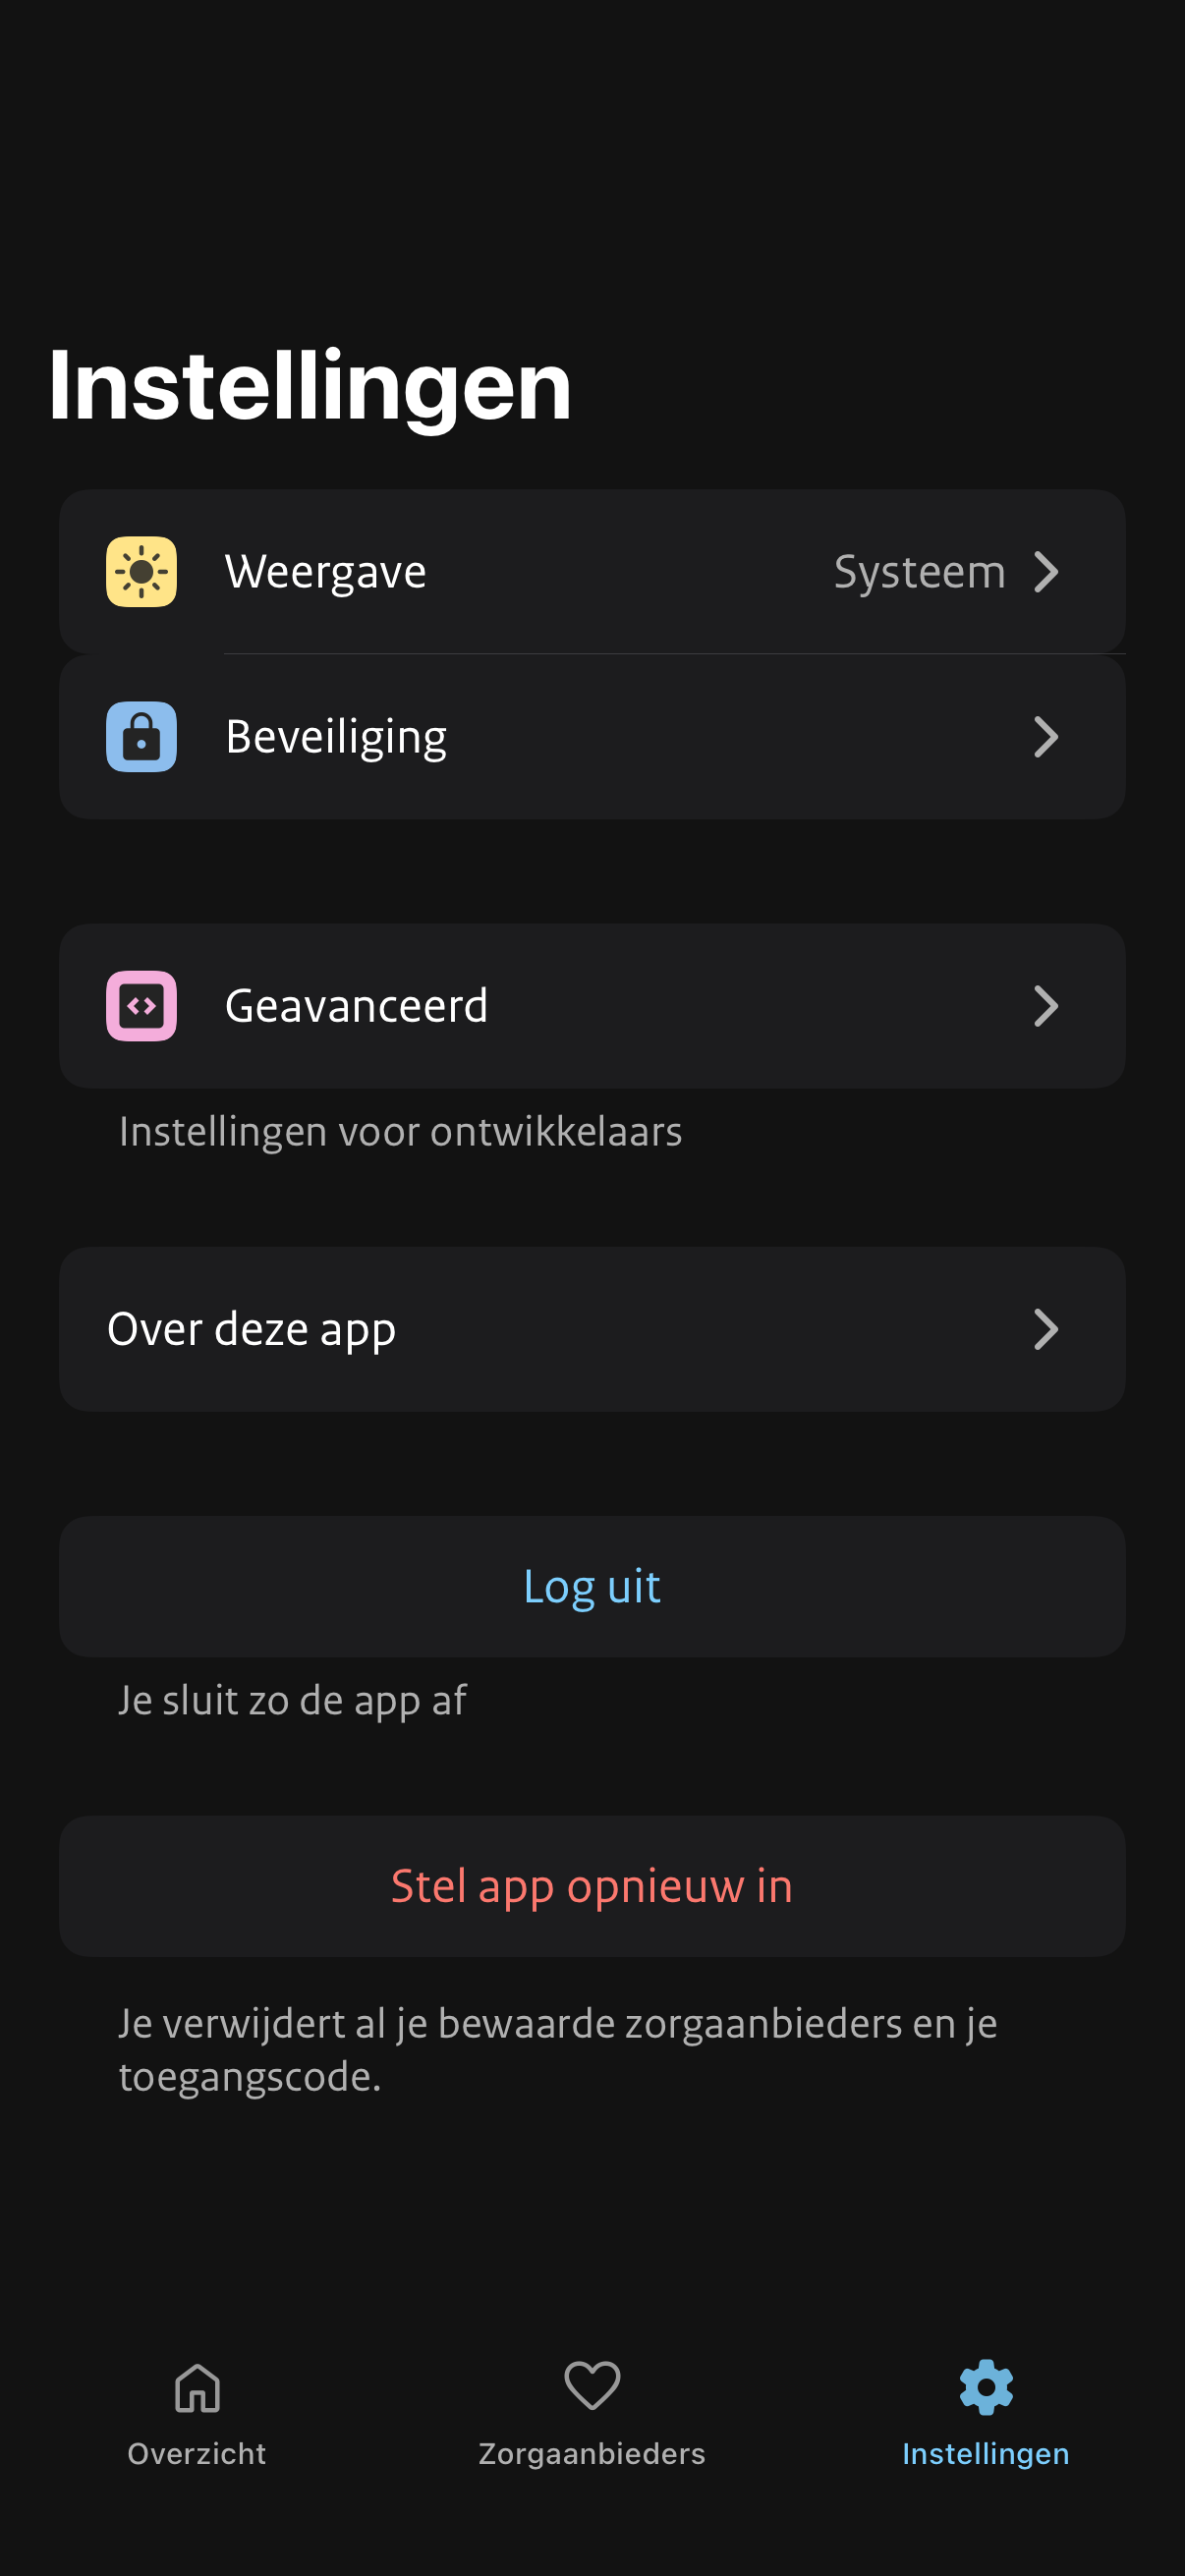 Instellingen
Weergave Systeem
Beveiliging
Geavanceerd
Instellingen voor ontwikkelaars
Over deze app
Log uit
Je sluit zo de app af
Stel app opnieuw in
Je verwijdert al je bewaarde zorgaanbieders en je
toegangscode.
Overzicht Zorgaanbieders Instellingen